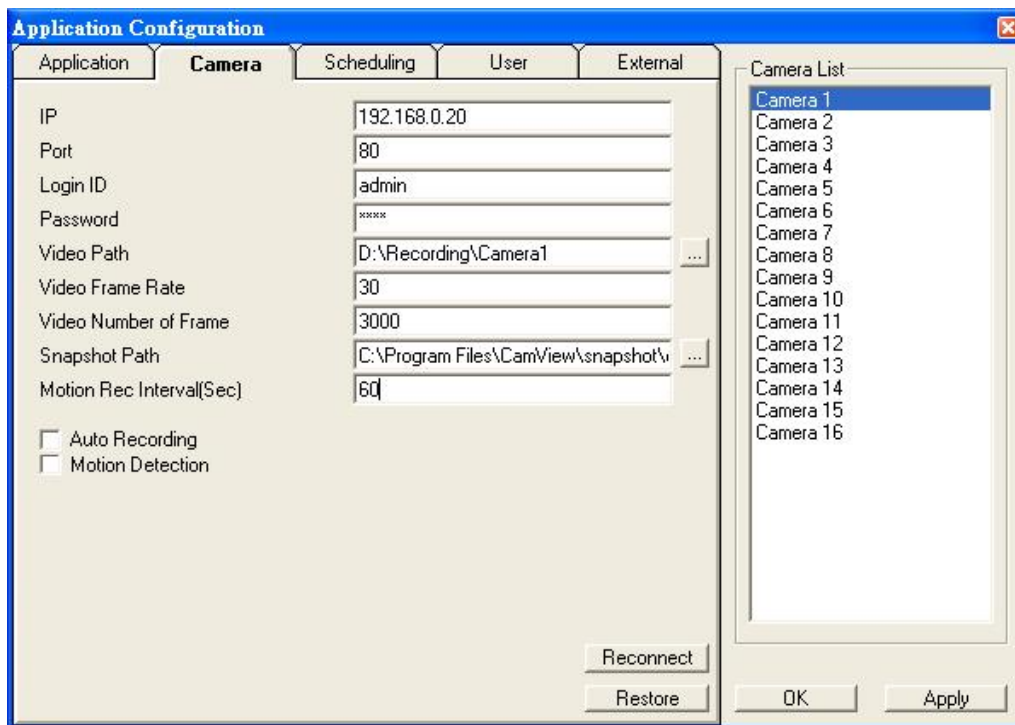 Application Configuration
Application Camera Scheduling User External
IP 192.168.0.20
Port 80
Login ID admin
Password ****
Video Path D:\Recording\Camera1 ...
Video Frame Rate 30
Video Number of Frame 3000
Snapshot Path C:\Program Files\CamView\snapshot\ ...
Motion Rec Interval(Sec) 60
Auto Recording
Motion Detection
Reconnect
Restore
Camera List
Camera 1
Camera 2
Camera 3
Camera 4
Camera 5
Camera 6
Camera 7
Camera 8
Camera 9
Camera 10
Camera 11
Camera 12
Camera 13
Camera 14
Camera 15
Camera 16
OK Apply